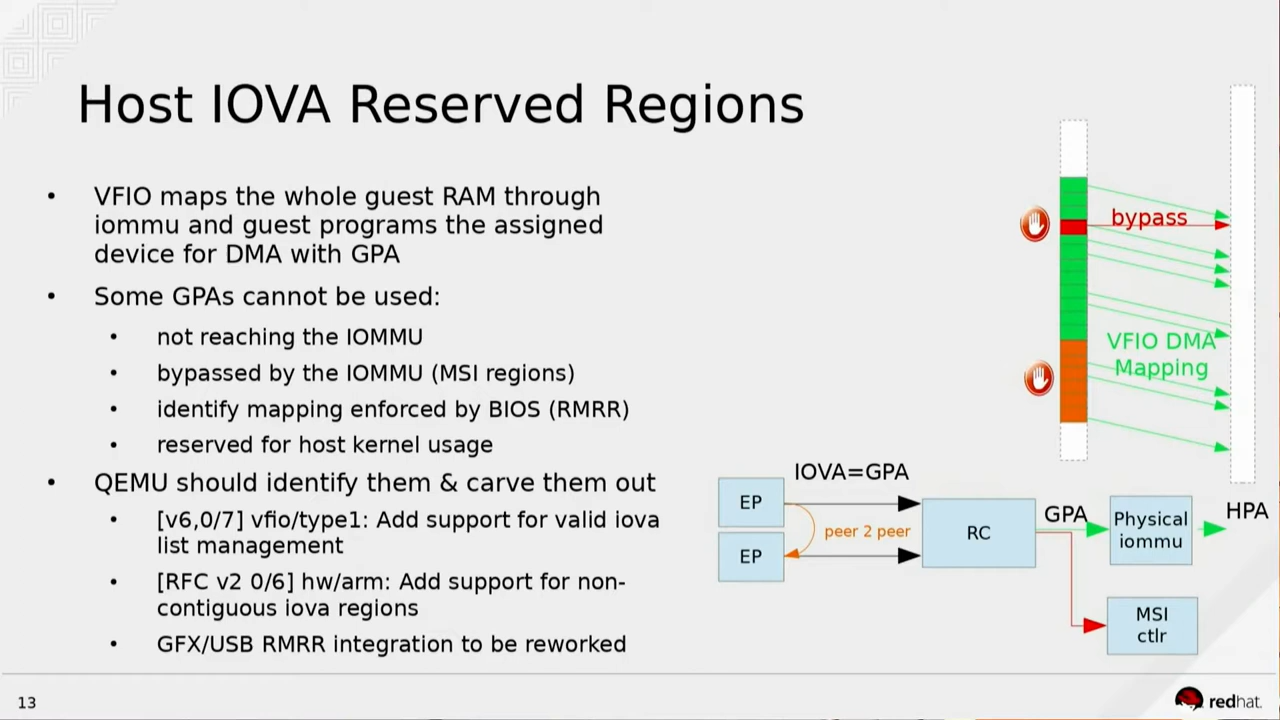 Host IOVA Reserved Regions
• VFIO maps the whole guest RAM through
iommu and guest programs the assigned
device for DMA with GPA
• Some GPAs cannot be used:
• not reaching the IOMMU
• bypassed by the IOMMU (MSI regions)
• identify mapping enforced by BIOS (RMRR)
• reserved for host kernel usage
• QEMU should identify them & carve them out
• [v6,0/7] vfio/type1: Add support for valid iova
list management
• [RFC v2 0/6] hw/arm: Add support for non-
contiguous iova regions
• GFX/USB RMRR integration to be reworked
bypass
VFIO DMA
Mapping
IOVA=GPA
EP
peer 2 peer
EP
RC
GPA
Physical
iommu
HPA
MSI
ctlr
13
redhat.